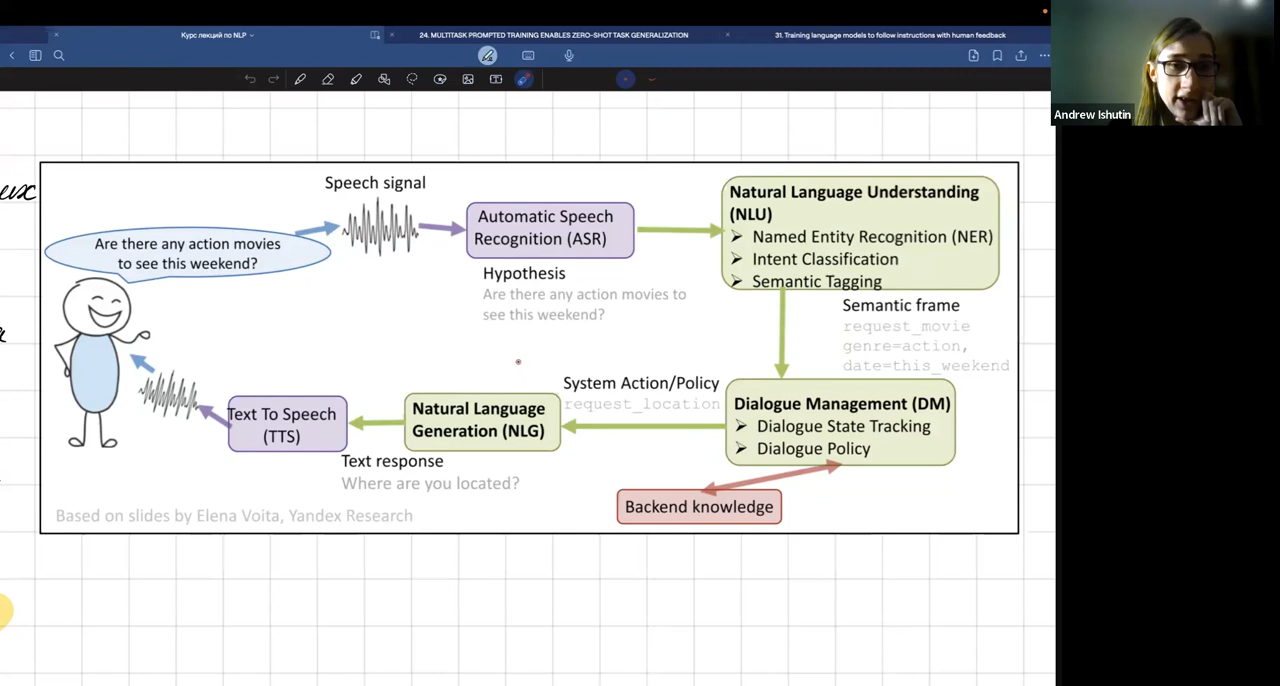 Курс лекций по NLP
24. MULTITASK PROMPTED TRAINING ENABLES ZERO-SHOT TASK GENERALIZATION
31. Training language models to follow instructions with human feedback
Andrew Ishutin
Speech signal
Are there any action movies
to see this weekend?
Automatic Speech
Recognition (ASR)
Hypothesis
Are there any action movies to
see this weekend?
Natural Language Understanding
(NLU)
➢ Named Entity Recognition (NER)
➢ Intent Classification
➢ Semantic Tagging
Semantic frame
request_movie
genre=action,
date=this_weekend
Dialogue Management (DM)
➢ Dialogue State Tracking
➢ Dialogue Policy
System Action/Policy
request_location
Backend knowledge
Natural Language
Generation (NLG)
Text response
Where are you located?
Text To Speech
(TTS)
Based on slides by Elena Voita, Yandex Research